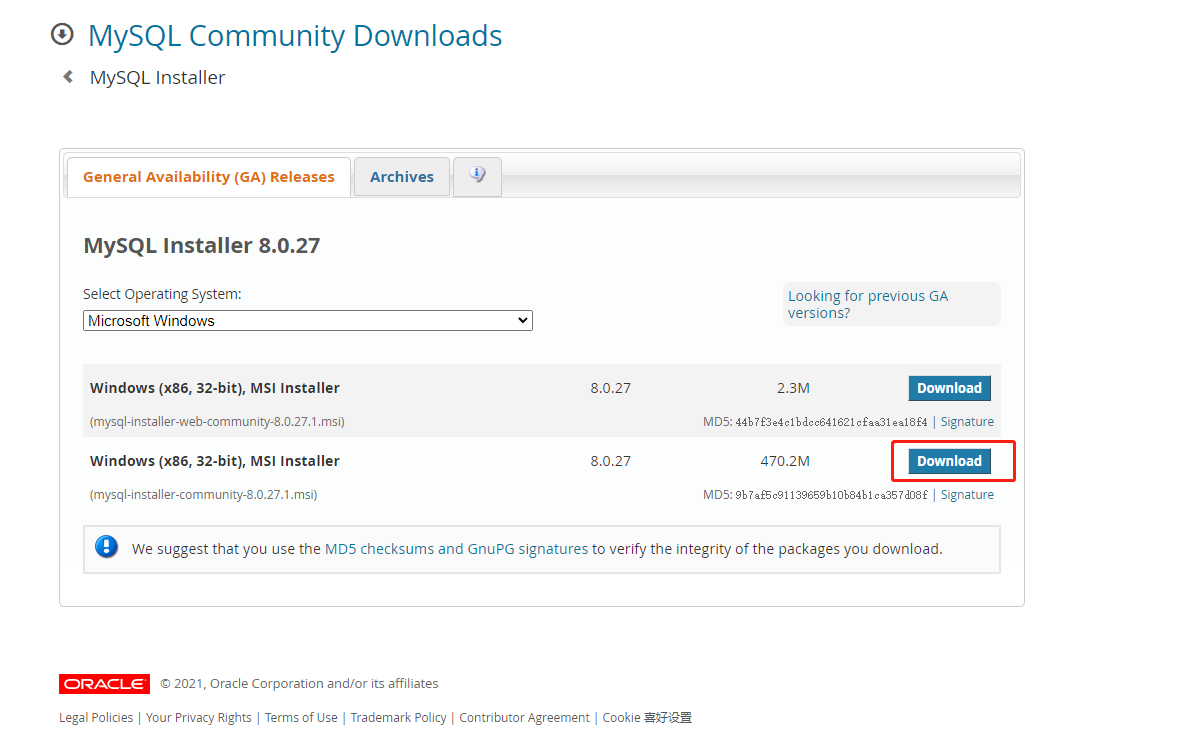 MySQL Community Downloads
MySQL Installer
General Availability (GA) Releases
Archives
MySQL Installer 8.0.27
Select Operating System:
Looking for previous GA
versions?
Microsoft Windows
Windows (x86, 32-bit), MSI Installer 8.0.27 2.3M Download
(mysql-installer-web-community-8.0.27.1.msi) MD5: 44b7f3e4c1bdcc641621cfaa31ea18f4 | Signature
Windows (x86, 32-bit), MSI Installer 8.0.27 470.2M Download
(mysql-installer-community-8.0.27.1.msi) MD5: 9b7af5c91139659b10b84b1ca357d08f | Signature
We suggest that you use the MD5 checksums and GnuPG signatures to verify the integrity of the packages you download.
ORACLE © 2021, Oracle Corporation and/or its affiliates
Legal Policies | Your Privacy Rights | Terms of Use | Trademark Policy | Contributor Agreement | Cookie 喜好设置